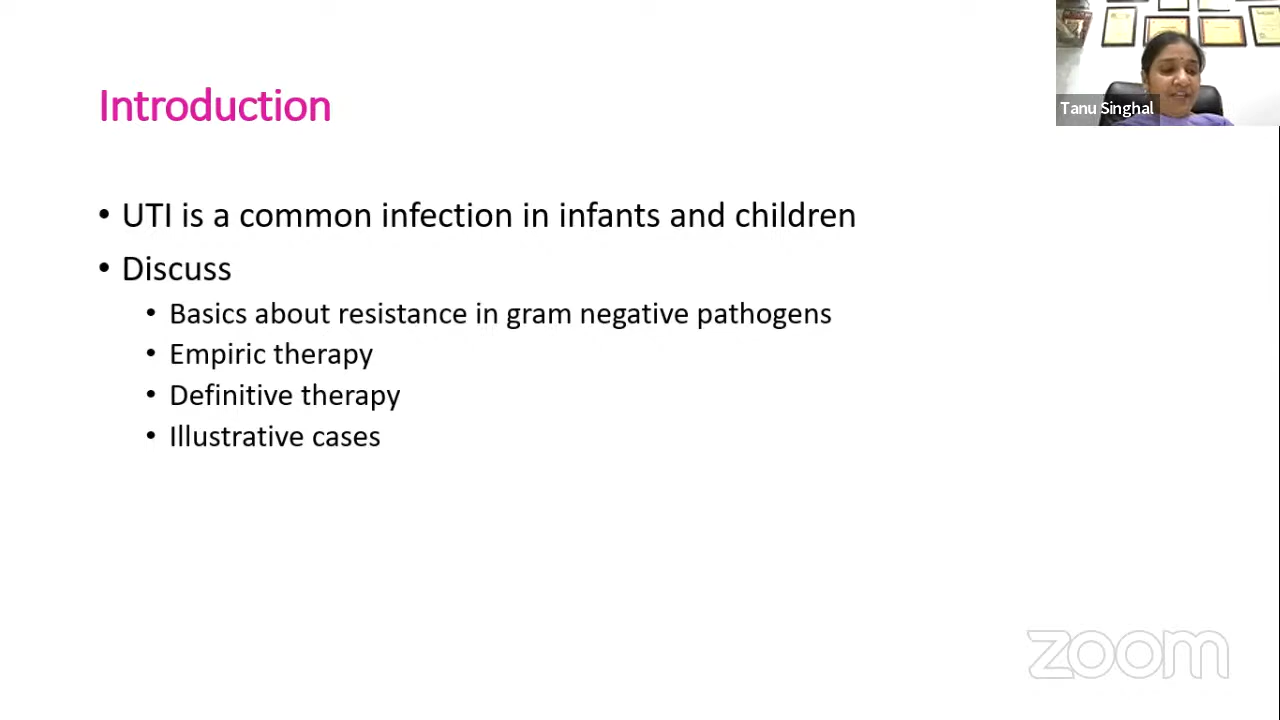 Introduction
Tanu Singhal
• UTI is a common infection in infants and children
• Discuss
• Basics about resistance in gram negative pathogens
• Empiric therapy
• Definitive therapy
• Illustrative cases
zoom